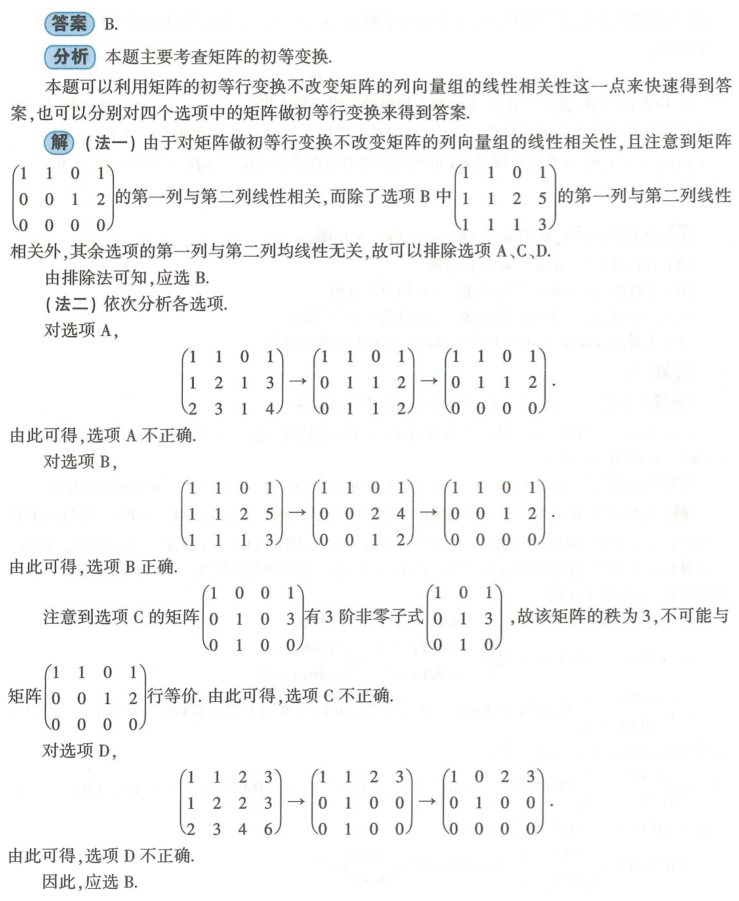 答案 B.
分析 本题主要考查矩阵的初等变换.
本题可以利用矩阵的初等行变换不改变矩阵的列向量组的线性相关性这一点来快速得到答
案,也可以分别对四个选项中的矩阵做初等行变换来得到答案.
解 (法一) 由于对矩阵做初等行变换不改变矩阵的列向量组的线性相关性,且注意到矩阵
(1 1 0 1
0 0 1 2
0 0 0 0)的第一列与第二列线性相关,而除了选项 B 中(1 1 0 1
1 1 2 5
1 1 1 3)的第一列与第二列线性
相关外,其余选项的第一列与第二列均线性无关,故可以排除选项 A、C、D.
由排除法可知,应选 B.
(法二) 依次分析各选项.
对选项 A,
(1 1 0 1) (1 1 0 1) (1 1 0 1)
(1 2 1 3) → (0 1 1 2) → (0 1 1 2) .
(2 3 1 4) (0 1 1 2) (0 0 0 0)
由此可得,选项 A 不正确.
对选项 B,
(1 1 0 1) (1 1 0 1) (1 1 0 1)
(1 1 2 5) → (0 0 2 4) → (0 0 1 2) .
(1 1 1 3) (0 0 1 2) (0 0 0 0)
由此可得,选项 B 正确.
注意到选项 C 的矩阵(1 0 0 1
0 1 0 3
0 1 0 0)有 3 阶非零子式(1 0 1
0 1 3
0 1 0),故该矩阵的秩为 3,不可能与
矩阵(1 1 0 1
0 0 1 2
0 0 0 0)行等价. 由此可得,选项 C 不正确.
对选项 D,
(1 1 2 3) (1 1 2 3) (1 0 2 3)
(1 2 2 3) → (0 1 0 0) → (0 1 0 0) .
(2 3 4 6) (0 1 0 0) (0 0 0 0)
由此可得,选项 D 不正确.
因此,应选 B.